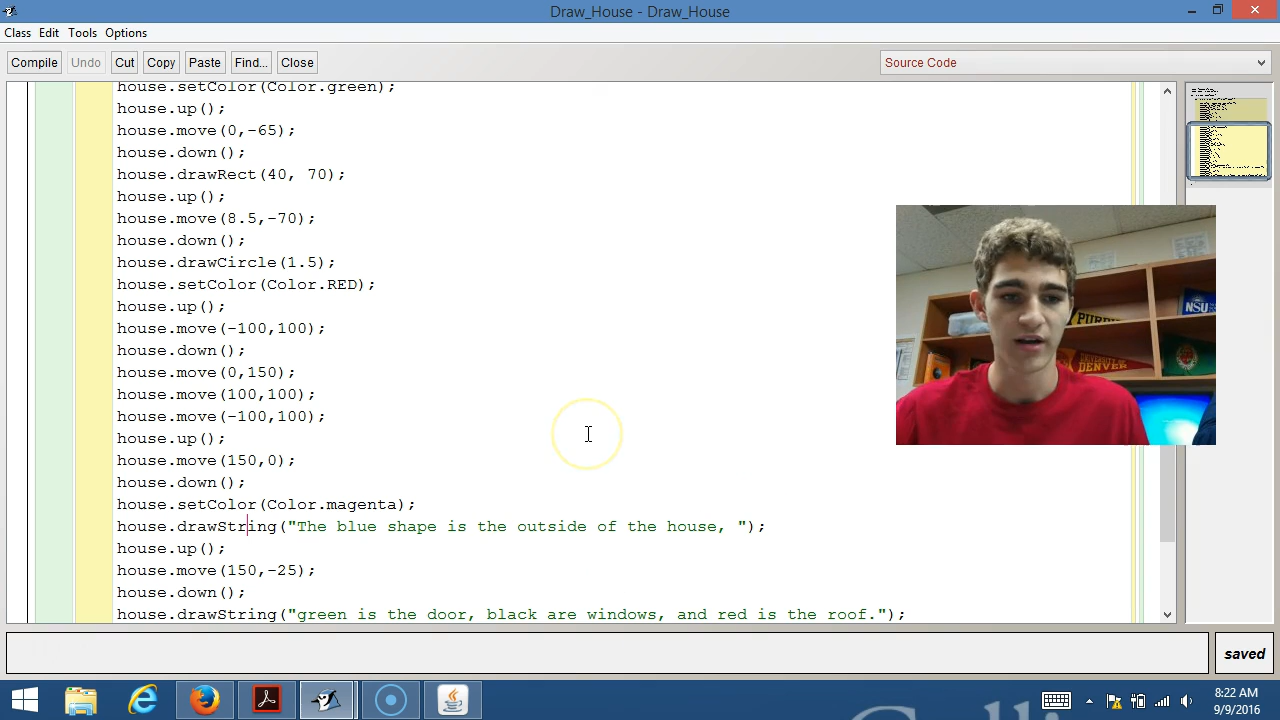 Draw_House - Draw_House
Class Edit Tools Options
Compile Undo Cut Copy Paste Find... Close Source Code
house.setColor(Color.green);
house.up();
house.move(0,-65);
house.down();
house.drawRect(40, 70);
house.up();
house.move(8.5,-70);
house.down();
house.drawCircle(1.5);
house.setColor(Color.RED);
house.up();
house.move(-100,100);
house.down();
house.move(0,150);
house.move(100,100);
house.move(-100,100);
house.up();
house.move(150,0);
house.down();
house.setColor(Color.magenta);
house.drawString("The blue shape is the outside of the house, ");
house.up();
house.move(150,-25);
house.down();
house.drawString("green is the door, black are windows, and red is the roof.");
NSU
PURDUE
UNIVERSITY
DENVER
saved
8:22 AM
9/9/2016